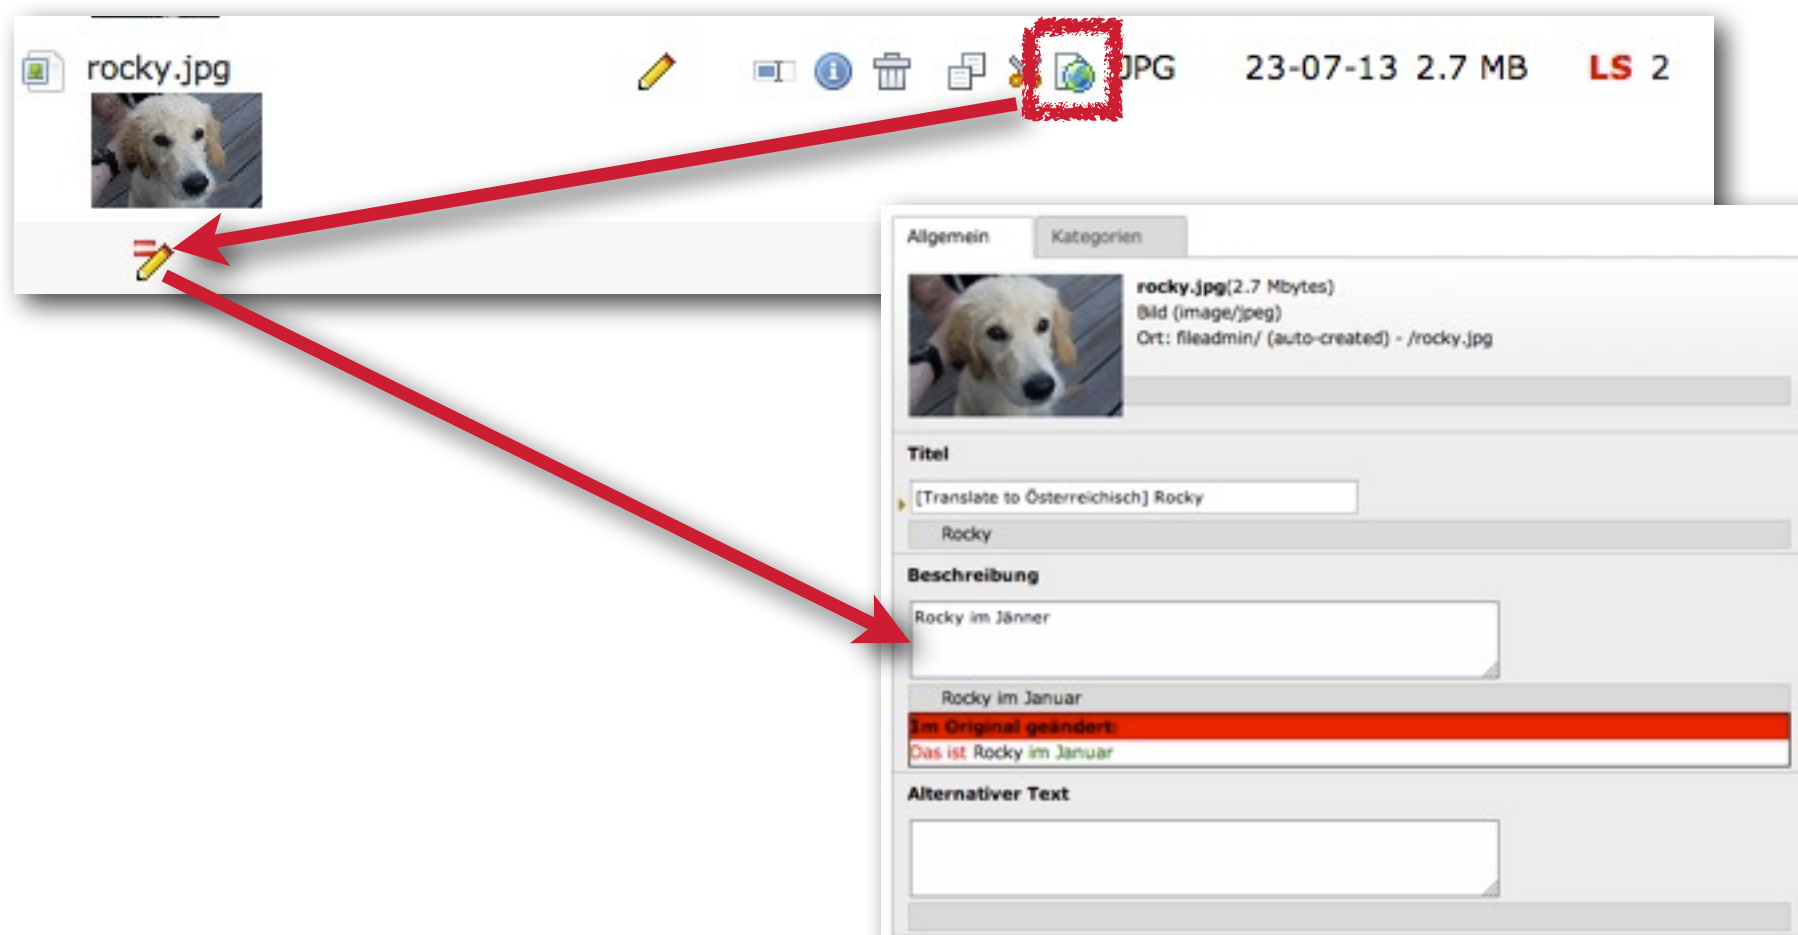 rocky.jpg JPG 23-07-13 2.7 MB LS 2
Allgemein Kategorien
rocky.jpg(2.7 Mbytes)
Bild (image/jpeg)
Ort: fileadmin/ (auto-created) - /rocky.jpg
Titel
[Translate to Österreichisch] Rocky
Rocky
Beschreibung
Rocky im Jänner
Rocky im Januar
Im Original geändert:
Das ist Rocky im Januar
Alternativer Text